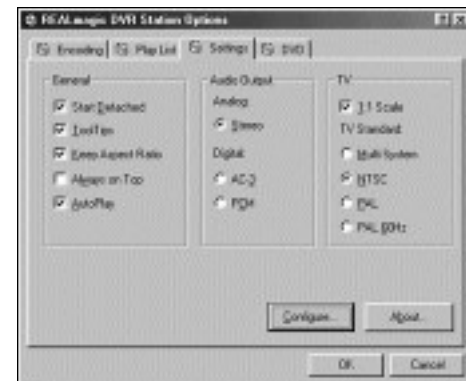 REALmagic DVR Station Options
Encoding Play List Settings DVD
General
Start Detached
ToolTips
Keep Aspect Ratio
Always on Top
AutoPlay
Audio Output
Analog:
Stereo
Digital:
AC-3
PCM
TV
1:1 Scale
TV Standard:
Multi System
NTSC
PAL
PAL 60Hz
Configure...
About...
OK
Cancel